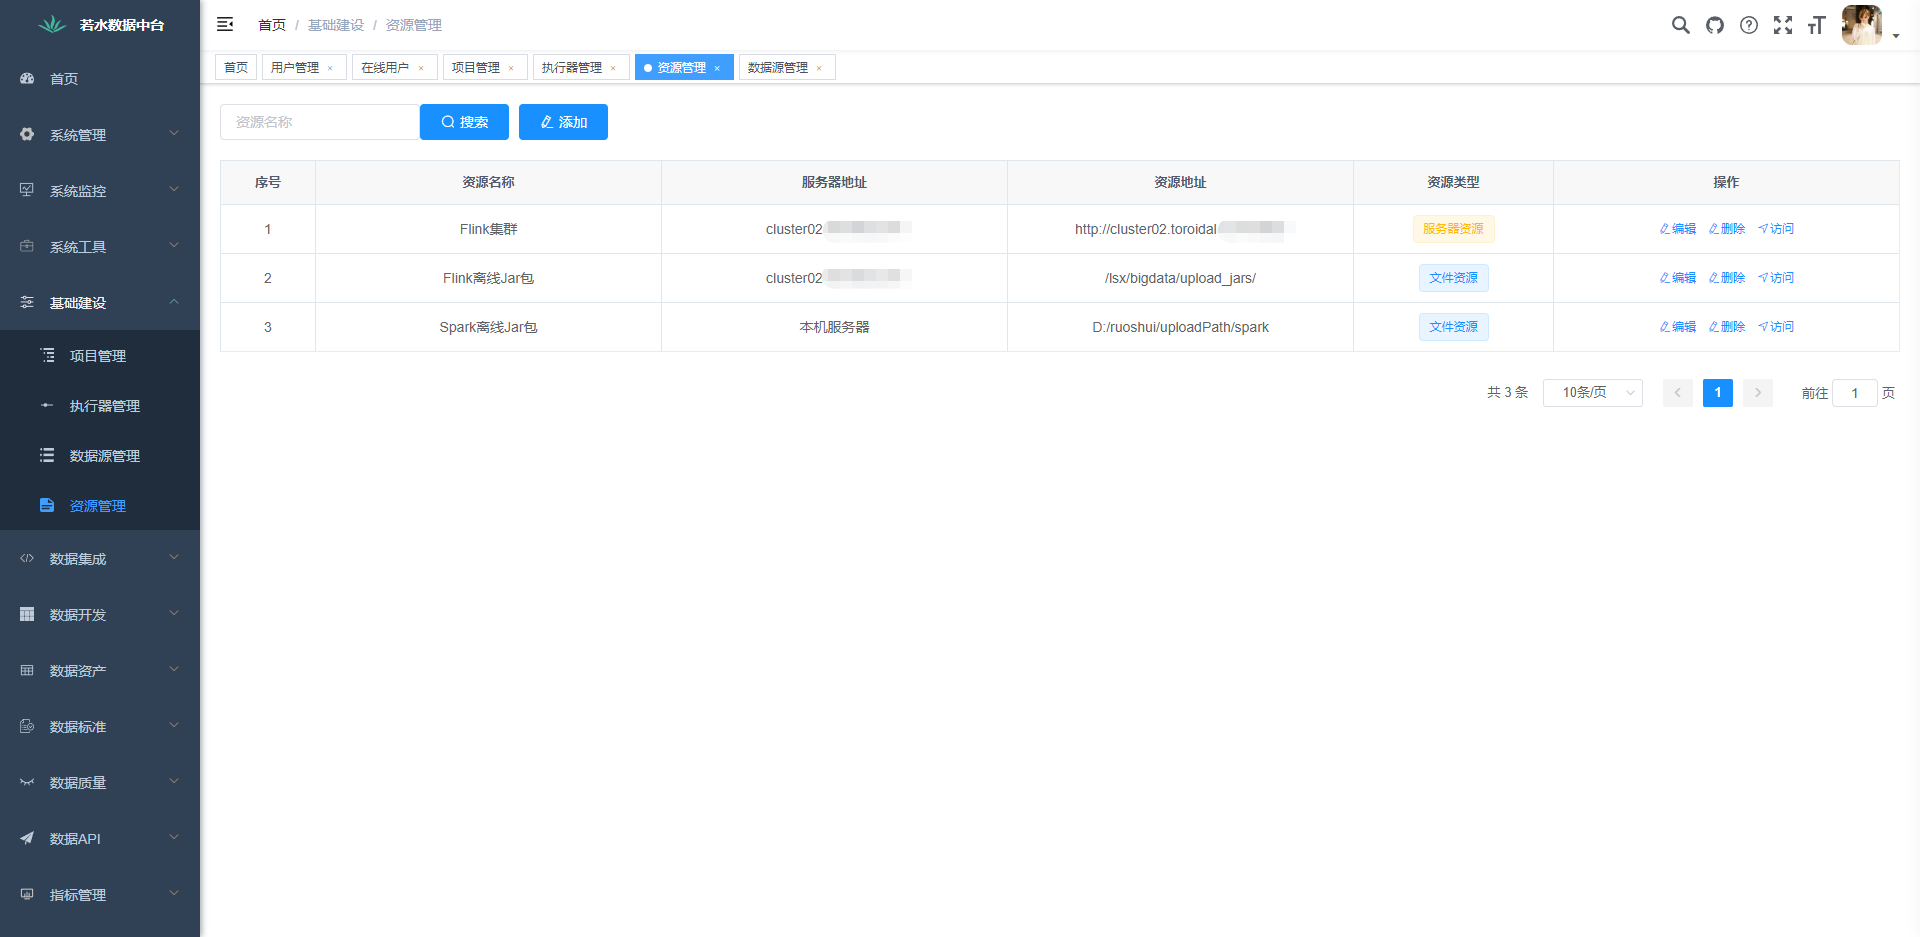 若水数据中台
首页
系统管理
系统监控
系统工具
基础建设
项目管理
执行器管理
数据源管理
资源管理
数据集成
数据开发
数据资产
数据标准
数据质量
数据API
指标管理
首页 / 基础建设 / 资源管理
首页 用户管理 × 在线用户 × 项目管理 × 执行器管理 × 资源管理 × 数据源管理 ×
资源名称 搜索 添加
序号 资源名称 服务器地址 资源地址 资源类型 操作
1 Flink集群 cluster02 http://cluster02.toroidal 服务器资源 编辑 删除 访问
2 Flink离线Jar包 cluster02 /lsx/bigdata/upload_jars/ 文件资源 编辑 删除 访问
3 Spark离线Jar包 本机服务器 D:/ruoshui/uploadPath/spark 文件资源 编辑 删除 访问
共 3 条 10条/页 1 前往 1 页